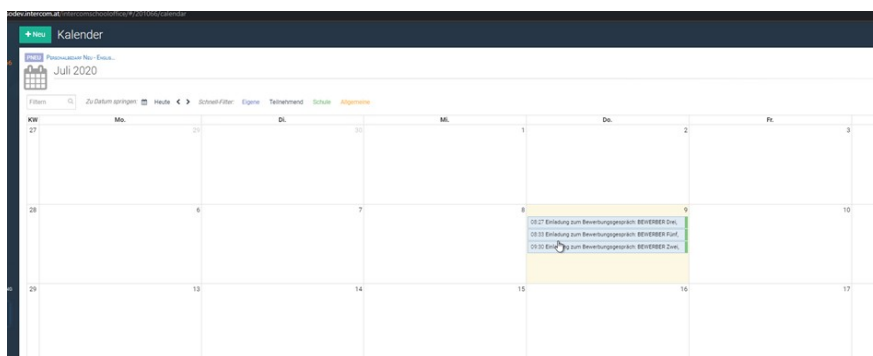 sodev.intercom.at/intercomschooloffice/#/201066/calendar
+ Neu Kalender
PNEU
Juli 2020
Filtern Zu Datum springen: Heute < > Schnell-Filter: Eigene Teilnehmend Schule Allgemeine
KW Mo. Di. Mi. Do. Fr.
27 29 30 1 2 3
28 6 7 8 9 10
08:27 Einladung zum Bewerbungsgespräch: BEWERBER Drei,
08:33 Einladung zum Bewerbungsgespräch: BEWERBER Fünf,
09:30 zum Bewerbungsgespräch: BEWERBER Zwei,
29 13 14 15 16 17